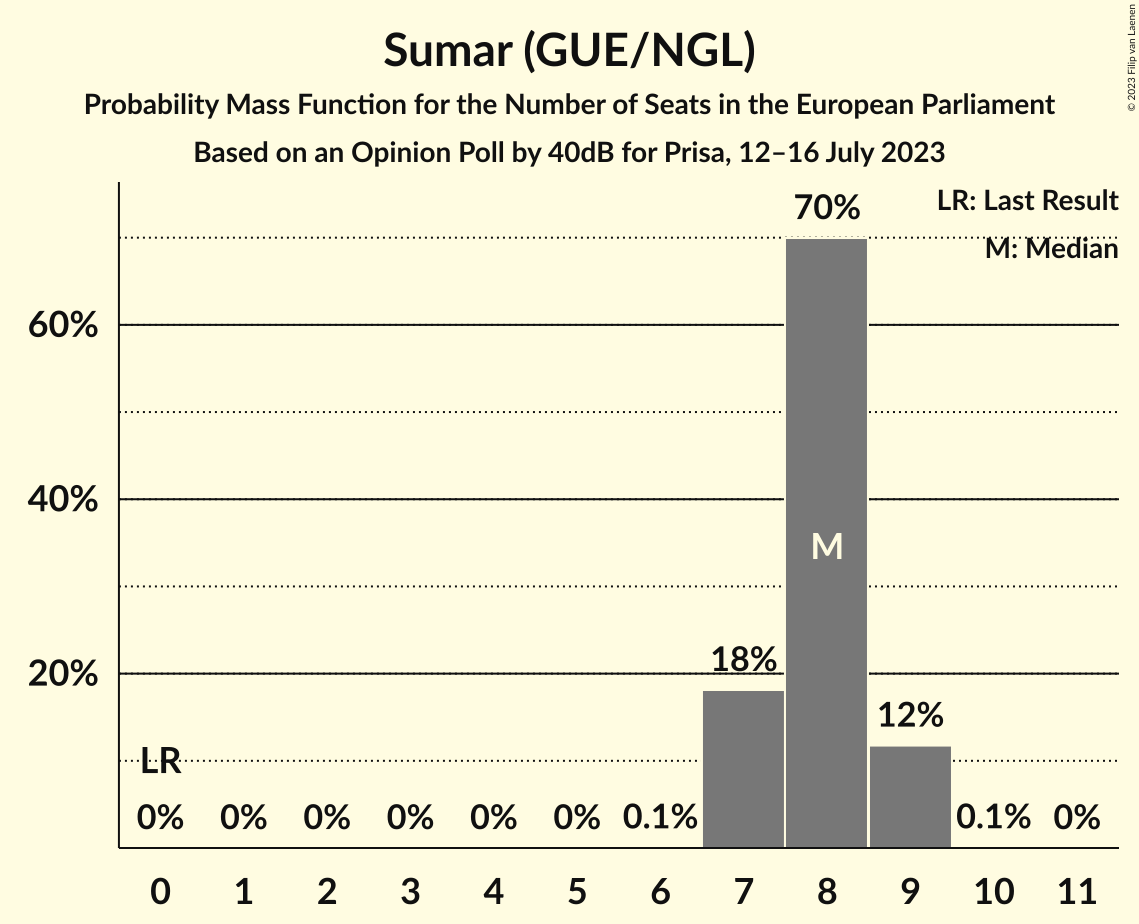 Sumar (GUE/NGL)
Probability Mass Function for the Number of Seats in the European Parliament
Based on an Opinion Poll by 40dB for Prisa, 12–16 July 2023
© 2023 Filip van Laenen
LR: Last Result
M: Median
70%
60%
40%
M
20%
18%
12%
LR
0% 0% 0% 0% 0% 0% 0.1% 0.1% 0%
0 1 2 3 4 5 6 7 8 9 10 11